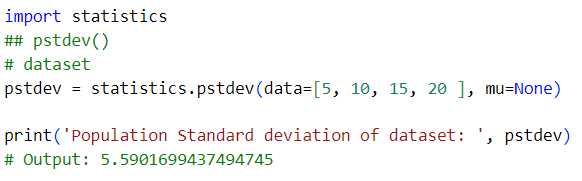 import statistics
## pstdev()
# dataset
pstdev = statistics.pstdev(data=[5, 10, 15, 20 ], mu=None)
print('Population Standard deviation of dataset: ', pstdev)
# Output: 5.5901699437494745